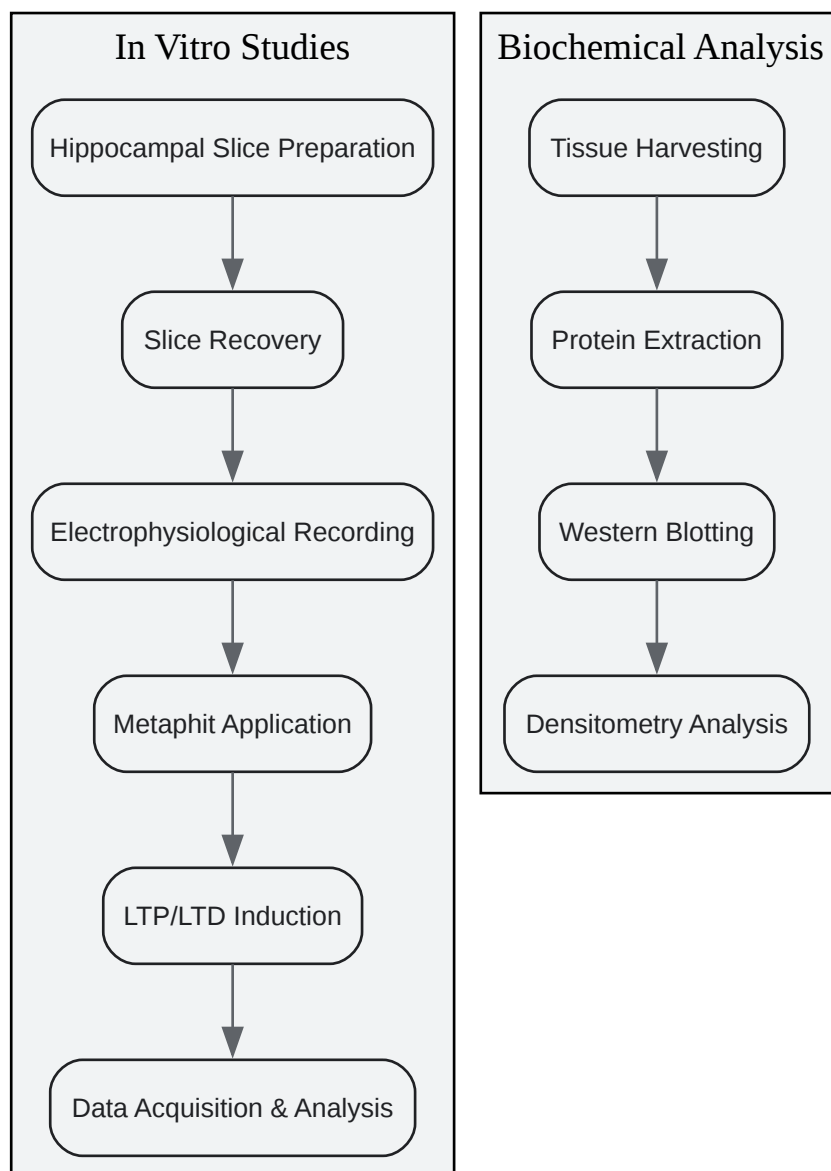 In Vitro Studies
Hippocampal Slice Preparation
Slice Recovery
Electrophysiological Recording
Metaphit Application
LTP/LTD Induction
Data Acquisition & Analysis
Biochemical Analysis
Tissue Harvesting
Protein Extraction
Western Blotting
Densitometry Analysis